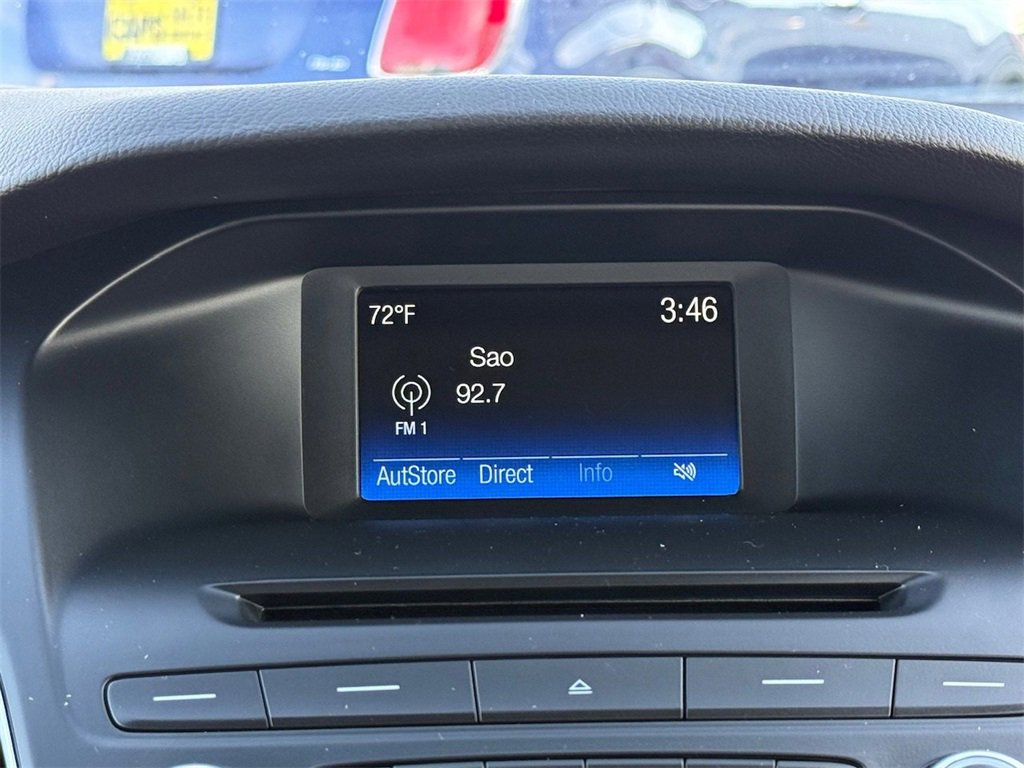 72°F 3:46
Sao
92.7
FM 1
AutStore Direct Info